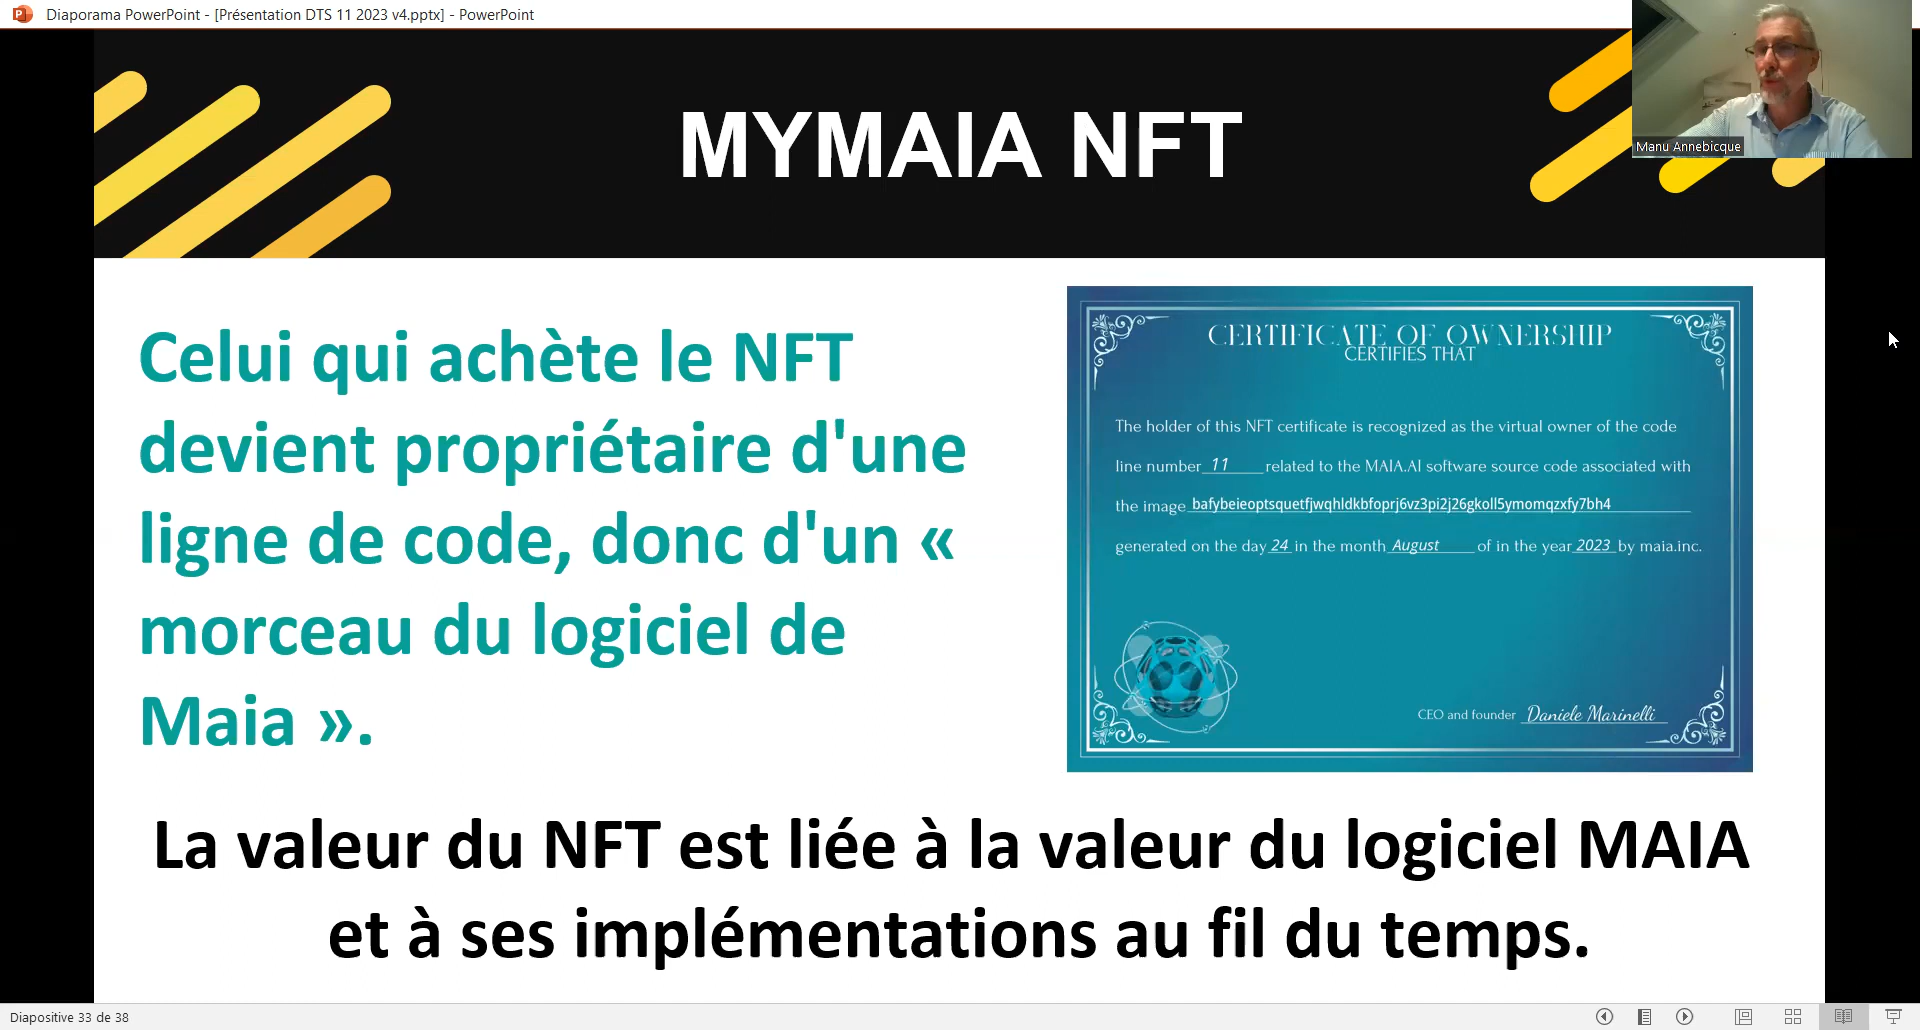 Diaporama PowerPoint - [Présentation DTS 11 2023 v4.pptx] - PowerPoint
Manu Annebicque
MYMAIA NFT
Celui qui achète le NFT
devient propriétaire d'une
ligne de code, donc d'un «
morceau du logiciel de
Maia ».
CERTIFICATE OF OWNERSHIP
CERTIFIES THAT
The holder of this NFT certificate is recognized as the virtual owner of the code
line number 11 related to the MAIA.AI software source code associated with
the image bafybeieoptsquetfjwqhldkbfoprj6vz3pi2j26gkoll5ymomqzxfy7bh4
generated on the day 24 in the month August of in the year 2023 by maia.inc.
CEO and founder Daniele Marinelli
La valeur du NFT est liée à la valeur du logiciel MAIA
et à ses implémentations au fil du temps.
Diapositive 33 de 38